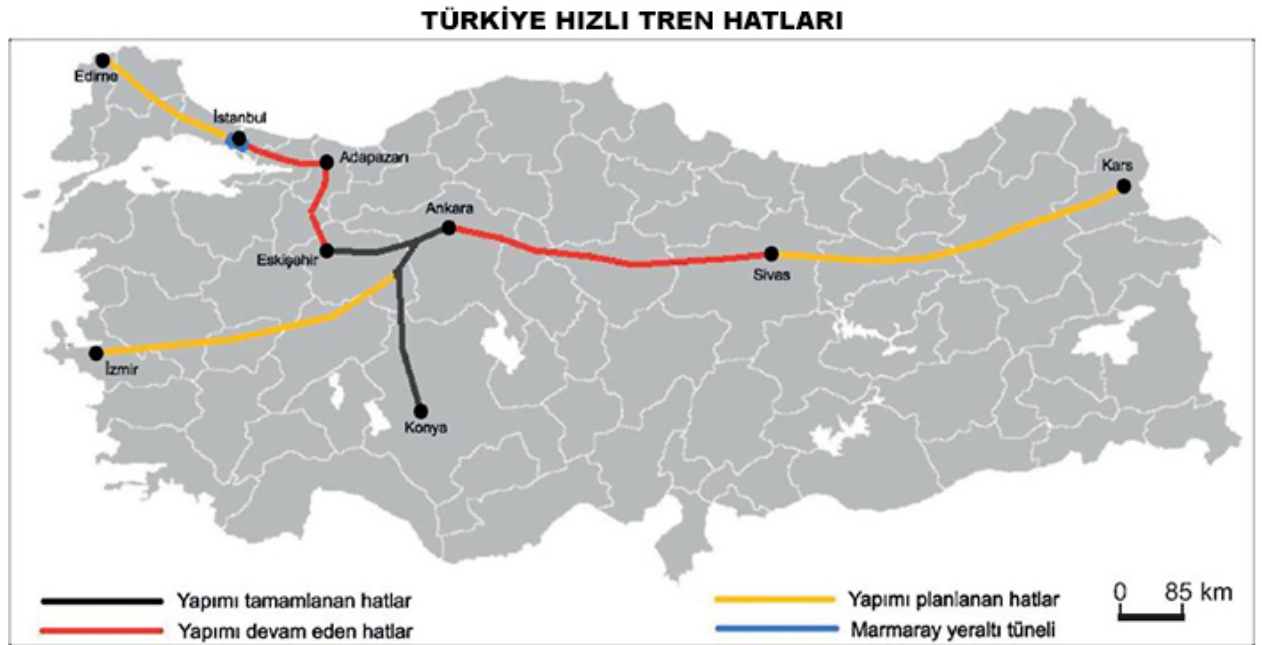 TÜRKİYE HIZLI TREN HATLARI
Edirne
İstanbul
Adapazarı
Kars
Ankara
Eskişehir
Sivas
İzmir
Konya
Yapımı tamamlanan hatlar
Yapımı devam eden hatlar
Yapımı planlanan hatlar
Marmaray yeraltı tüneli
0 85 km